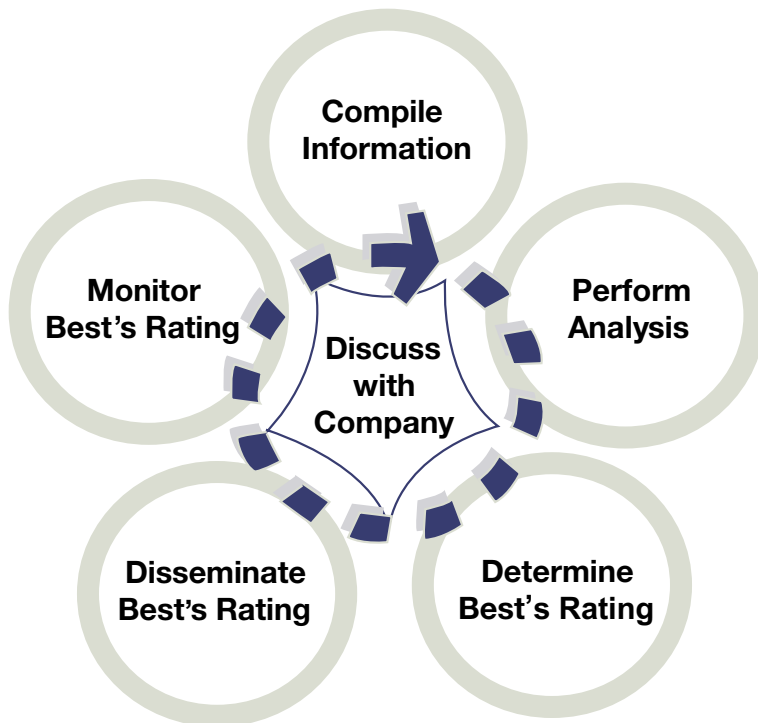 Compile
Information
Perform
Analysis
Determine
Best's Rating
Disseminate
Best's Rating
Monitor
Best's Rating
Discuss
with
Company